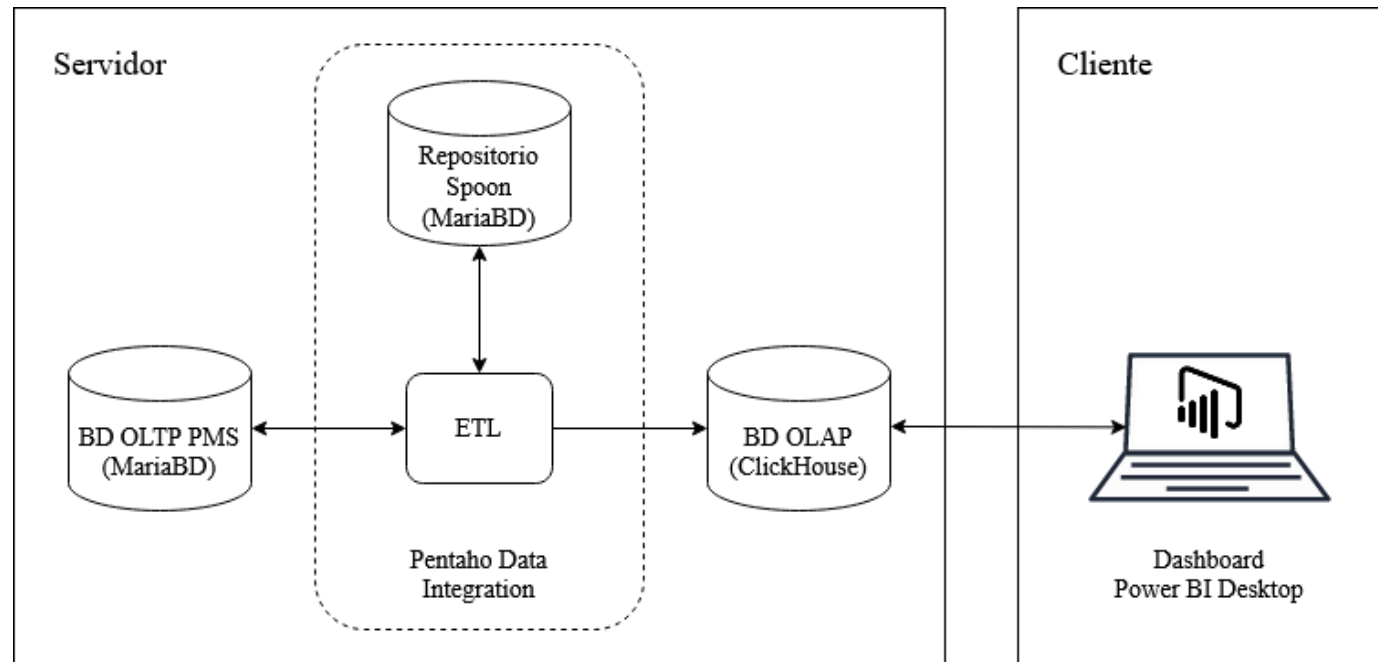 Servidor
Cliente
Repositorio
Spoon
(MariaBD)
BD OLTP PMS
(MariaBD)
ETL
BD OLAP
(ClickHouse)
Pentaho Data
Integration
Dashboard
Power BI Desktop